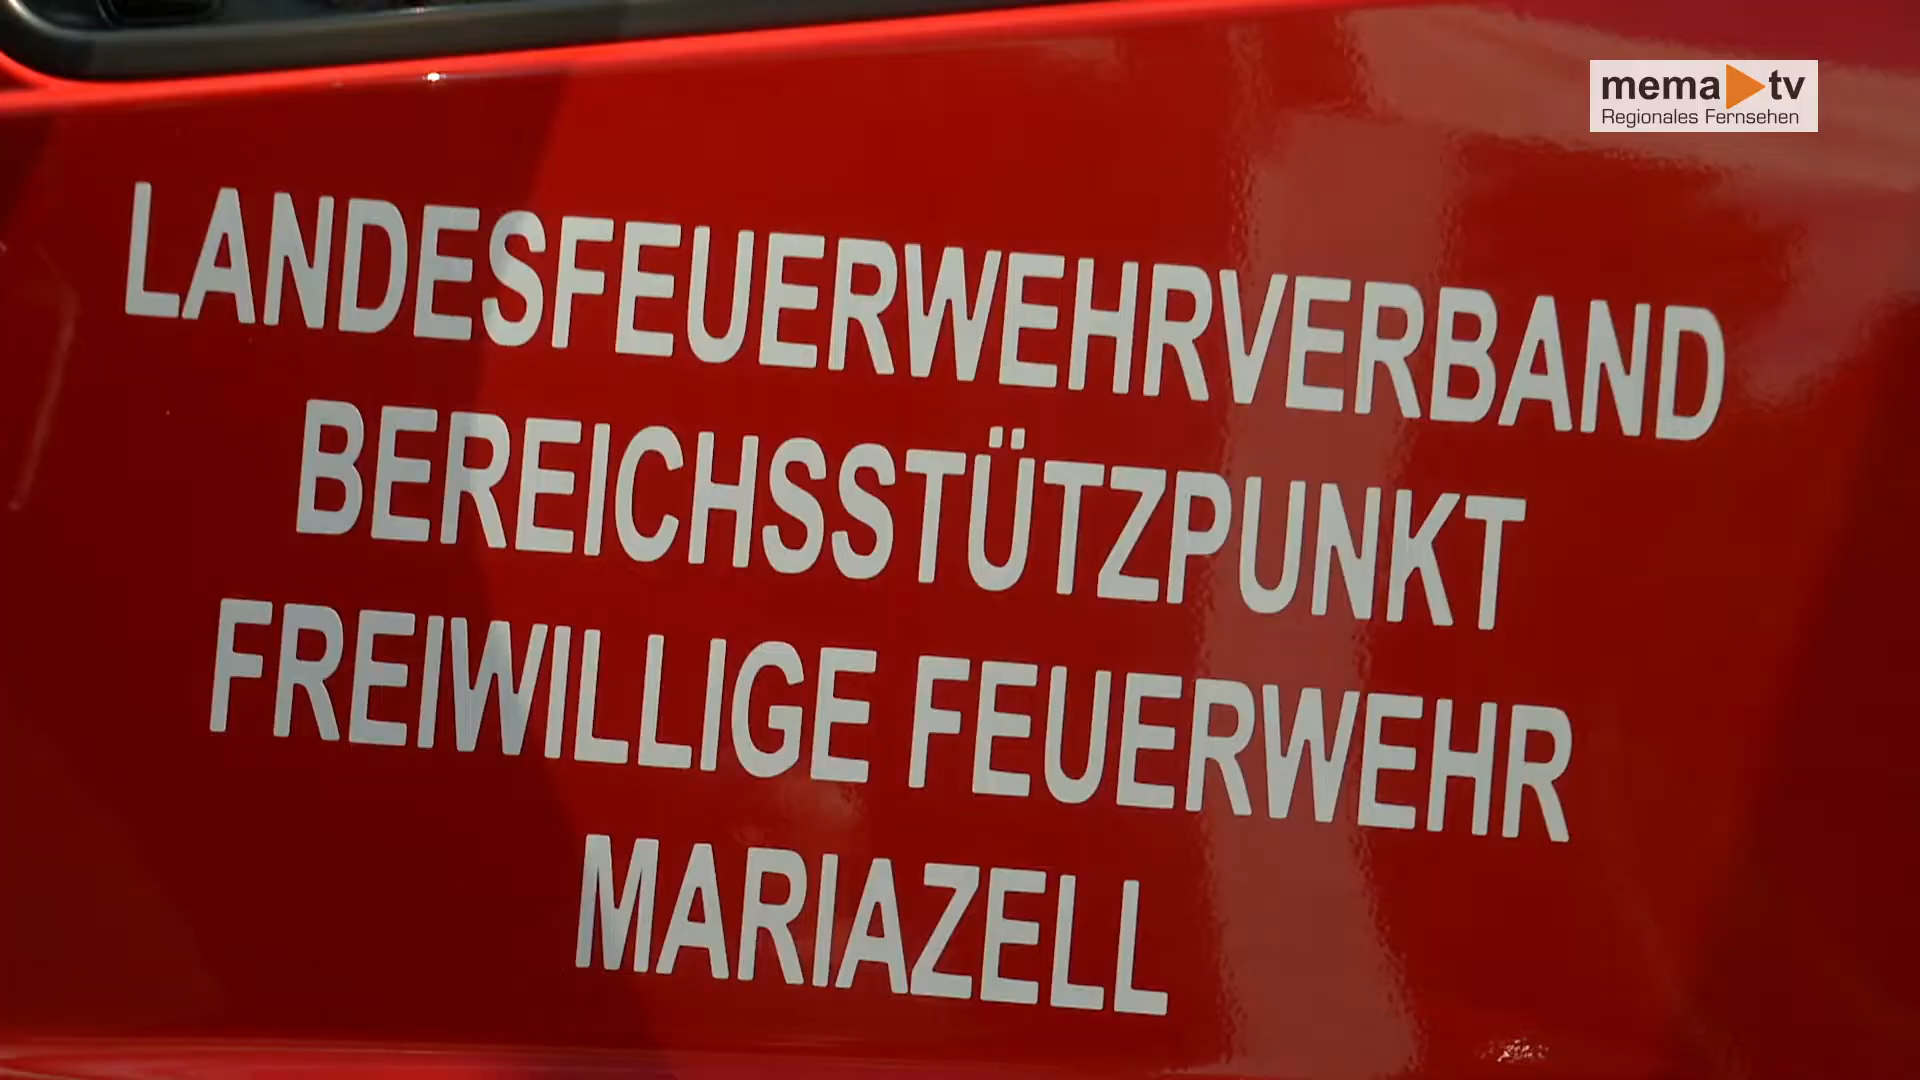 mema tv
Regionales Fernsehen
LANDESFEUERWEHRVERBAND
BEREICHSSTÜTZPUNKT
FREIWILLIGE FEUERWEHR
MARIAZELL